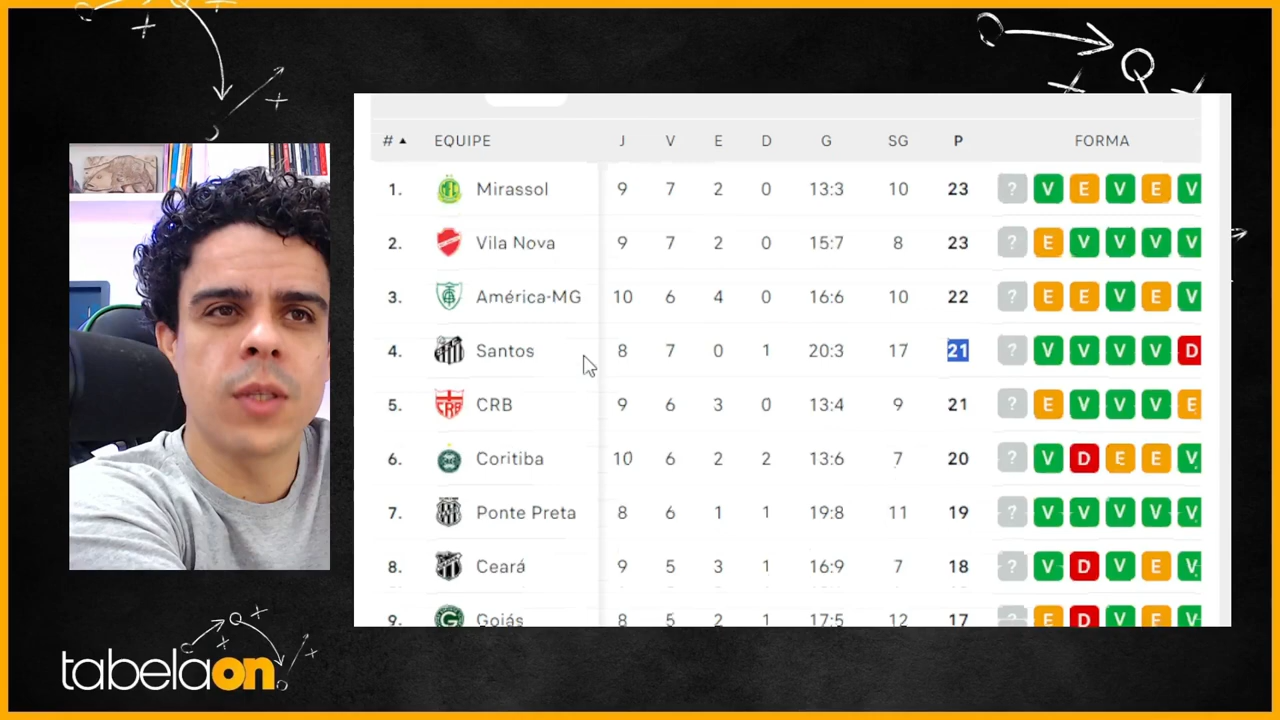 # ▲ EQUIPE J V E D G SG P FORMA
1. Mirassol 9 7 2 0 13:3 10 23 ? V E V E V
2. Vila Nova 9 7 2 0 15:7 8 23 ? E V V V V
3. América-MG 10 6 4 0 16:6 10 22 ? E E V E V
4. Santos 8 7 0 1 20:3 17 21 ? V V V V D
5. CRB 9 6 3 0 13:4 9 21 ? E V V V E
6. Coritiba 10 6 2 2 13:6 7 20 ? V D E E V
7. Ponte Preta 8 6 1 1 19:8 11 19 ? V V V V V
8. Ceará 9 5 3 1 16:9 7 18 ? V D V E V
9. Goiás 8 5 2 1 17:5 12 17 ? E D V E V
tabelaon